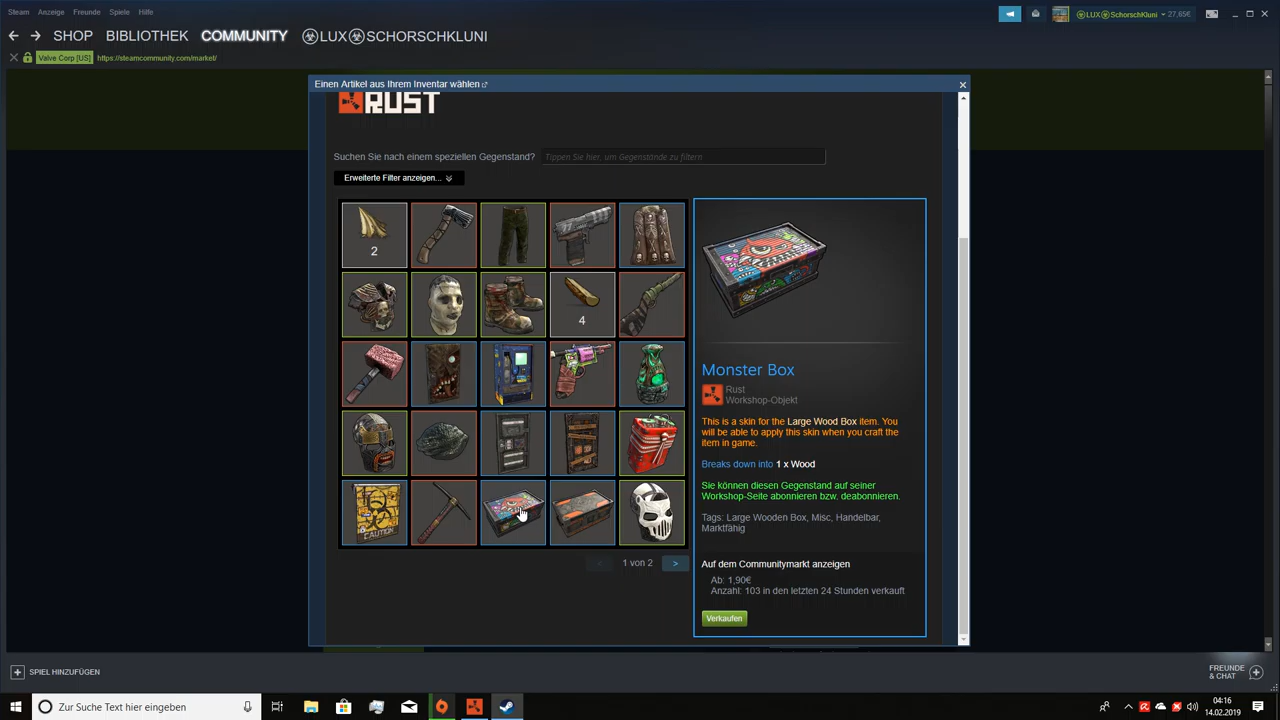 Steam Anzeige Freunde Spiele Hilfe
LUX SchorschKluni 27,65€
SHOP BIBLIOTHEK COMMUNITY LUX SCHORSCHKLUNI
Valve Corp [US] https://steamcommunity.com/market/
Einen Artikel aus Ihrem Inventar wählen
RUST
Suchen Sie nach einem speziellen Gegenstand? Tippen Sie hier, um Gegenstände zu filtern
Erweiterte Filter anzeigen...
2
4
CAUTION
1 von 2
Monster Box
Rust
Workshop-Objekt
This is a skin for the Large Wood Box item. You
will be able to apply this skin when you craft the
item in game.
Breaks down into 1 x Wood
Sie können diesen Gegenstand auf seiner
Workshop-Seite abonnieren bzw. deabonnieren.
Tags: Large Wooden Box, Misc, Handelbar,
Marktfähig
Auf dem Communitymarkt anzeigen
Ab: 1,90€
Anzahl: 103 in den letzten 24 Stunden verkauft
Verkaufen
SPIEL HINZUFÜGEN
FREUNDE
& CHAT
Zur Suche Text hier eingeben
04:16
14.02.2019